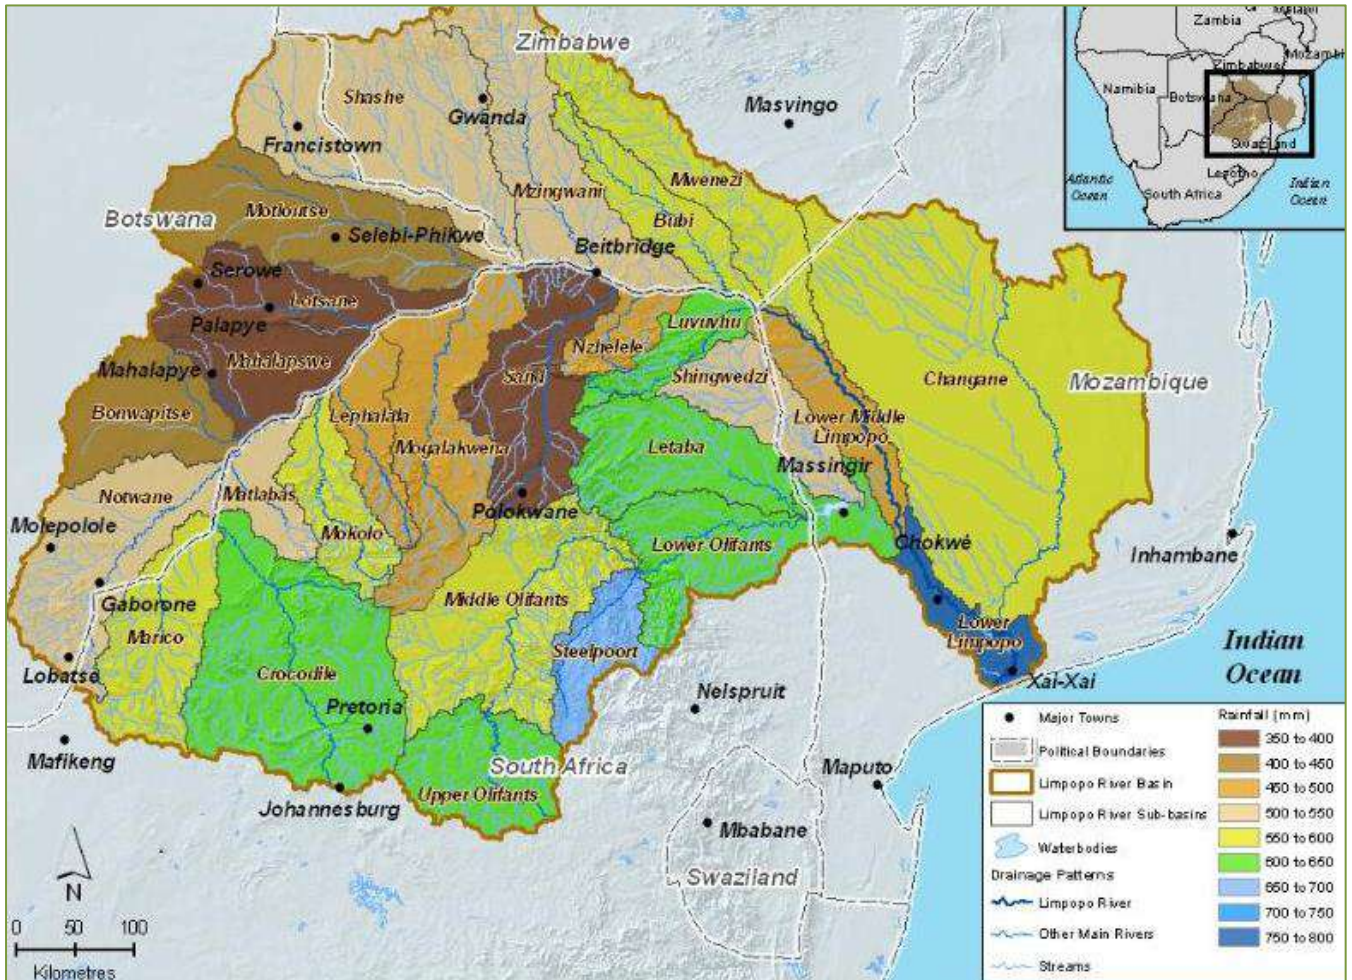 Zimbabwe
Shashe
Gwanda
Masvingo
Francistown
Mzingwani
Mwenezi
Botswana
Motloutse
Bubi
Selebi-Phikwe
Beitbridge
Serowe
Lotsane
Palapye
Luvuvhu
Mahalapswe
Nzhelele
Mahalapye
Sand
Shingwedzi
Changane
Mozambique
Bonwapitse
Lephalala
Lower Middle
Limpopo
Mogalakwena
Letaba
Massingir
Notwane
Matlabas
Polokwane
Molepolole
Mokolo
Lower Olifants
Chokwé
Inhambane
Gaborone
Middle Olifants
Marico
Lower
Limpopo
Steelpoort
Indian
Ocean
Lobatse
Crocodile
Xai-Xai
Pretoria
Nelspruit
Mafikeng
South Africa
Maputo
Upper Olifants
Johannesburg
Mbabane
Swaziland
N
0 50 100
Kilometres
Zambia
Malawi
Mozambi
Zimbabwe
Namibia
Botswana
Swaziland
Lesotho
Atlantic
Ocean
South Africa
Indian
Ocean
Major Towns
Political Boundaries
Limpopo River Basin
Limpopo River Sub-basins
Waterbodies
Drainage Patterns
Limpopo River
Other Main Rivers
Streams
Rainfall (mm)
350 to 400
400 to 450
450 to 500
500 to 550
550 to 600
600 to 650
650 to 700
700 to 750
750 to 800